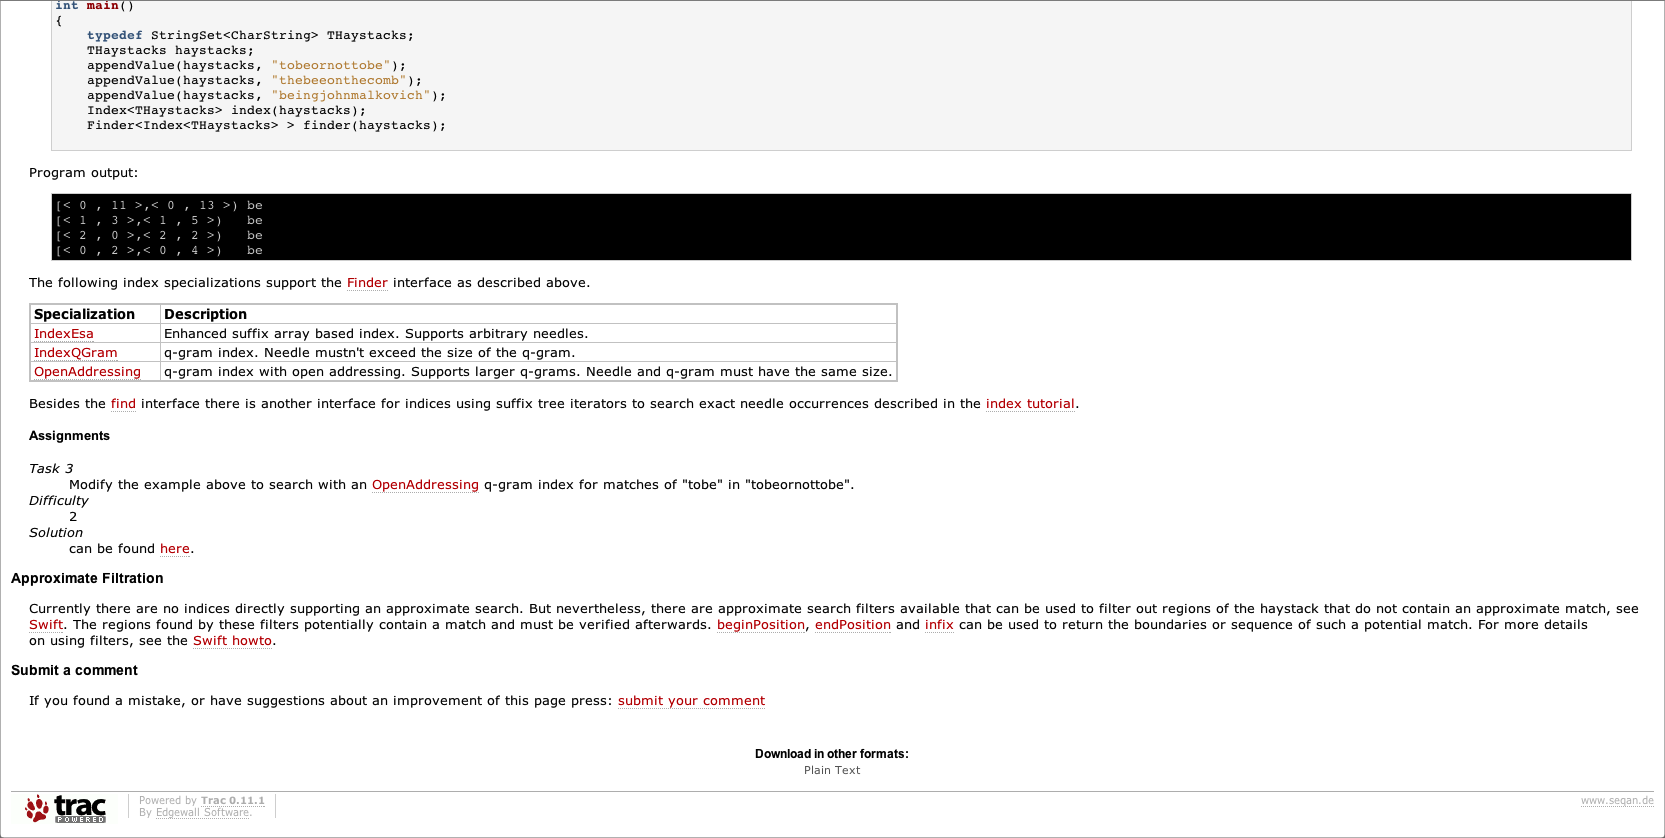 int main()
{
typedef StringSet<CharString> THaystacks;
THaystacks haystacks;
appendValue(haystacks, "tobeornottobe");
appendValue(haystacks, "thebeeonthecomb");
appendValue(haystacks, "beingjohnmalkovich");
Index<THaystacks> index(haystacks);
Finder<Index<THaystacks> > finder(haystacks);
Program output:
[< 0 , 11 >,< 0 , 13 >) be
[< 1 , 3 >,< 1 , 5 >)   be
[< 2 , 0 >,< 2 , 2 >)   be
[< 0 , 2 >,< 0 , 4 >)   be
The following index specializations support the Finder interface as described above.
Specialization Description
IndexEsa Enhanced suffix array based index. Supports arbitrary needles.
IndexQGram q-gram index. Needle mustn't exceed the size of the q-gram.
OpenAddressing q-gram index with open addressing. Supports larger q-grams. Needle and q-gram must have the same size.
Besides the find interface there is another interface for indices using suffix tree iterators to search exact needle occurrences described in the index tutorial.
Assignments
Task 3
Modify the example above to search with an OpenAddressing q-gram index for matches of "tobe" in "tobeornottobe".
Difficulty
2
Solution
can be found here.
Approximate Filtration
Currently there are no indices directly supporting an approximate search. But nevertheless, there are approximate search filters available that can be used to filter out regions of the haystack that do not contain an approximate match, see
Swift. The regions found by these filters potentially contain a match and must be verified afterwards. beginPosition, endPosition and infix can be used to return the boundaries or sequence of such a potential match. For more details
on using filters, see the Swift howto.
Submit a comment
If you found a mistake, or have suggestions about an improvement of this page press: submit your comment
Download in other formats:
Plain Text
trac
POWERED
Powered by Trac 0.11.1
By Edgewall Software.
www.seqan.de